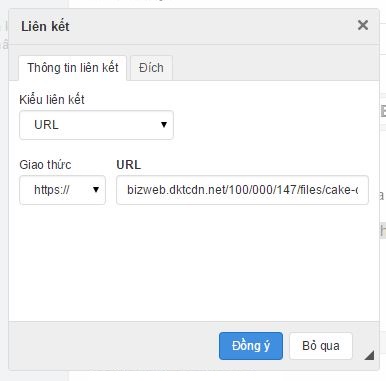 Liên kết
Thông tin liên kết Đích
Kiểu liên kết
URL
Giao thức URL
https:// bizweb.dktcdn.net/100/000/147/files/cake-c
Đồng ý Bỏ qua